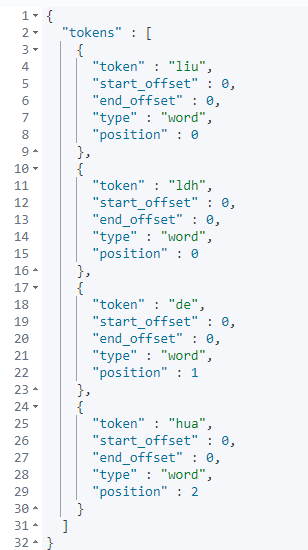 1 {
2 "tokens" : [
3 {
4 "token" : "liu",
5 "start_offset" : 0,
6 "end_offset" : 0,
7 "type" : "word",
8 "position" : 0
9 },
10 {
11 "token" : "ldh",
12 "start_offset" : 0,
13 "end_offset" : 0,
14 "type" : "word",
15 "position" : 0
16 },
17 {
18 "token" : "de",
19 "start_offset" : 0,
20 "end_offset" : 0,
21 "type" : "word",
22 "position" : 1
23 },
24 {
25 "token" : "hua",
26 "start_offset" : 0,
27 "end_offset" : 0,
28 "type" : "word",
29 "position" : 2
30 }
31 ]
32 }